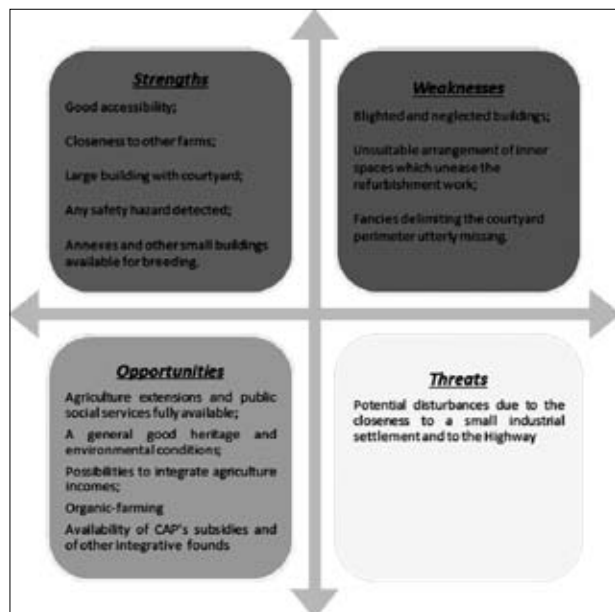 Strengths
Good accessibility;
Closeness to other farms;
Large building with courtyard;
Any safety hazard detected;
Annexes and other small buildings
available for breeding.
Weaknesses
Blighted and neglected buildings;
Unsuitable arrangement of inner
spaces which unease the
refurbishment work;
Fancies delimiting the courtyard
perimeter utterly missing.
Opportunities
Agriculture extensions and public
social services fully available;
A general good heritage and
environmental conditions;
Possibilities to integrate agriculture
incomes;
Organic-farming
Availability of CAP's subsidies and
of other integrative founds
Threats
Potential disturbances due to the
closeness to a small industrial
settlement and to the Highway